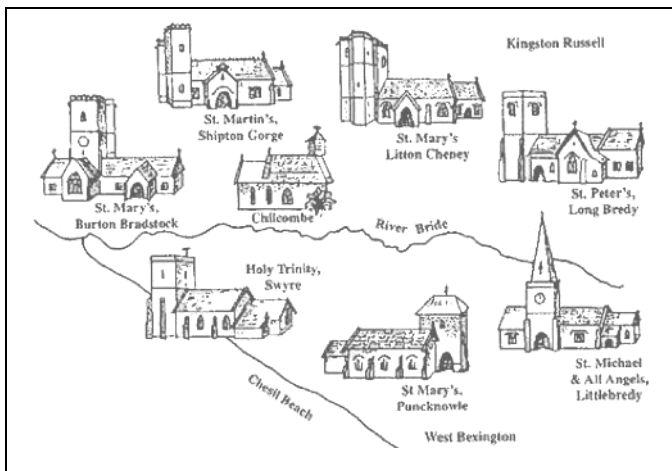 Kingston Russell
St. Martin's,
Shipton Gorge
St. Mary's
Litton Cheney
St. Peter's,
Long Bredy
St. Mary's,
Burton Bradstock
Chilcombe
River Bride
Holy Trinity,
Swyre
St. Michael
& All Angels,
Littlebredy
St Mary's,
Puncknowle
Chesil Beach
West Bexington